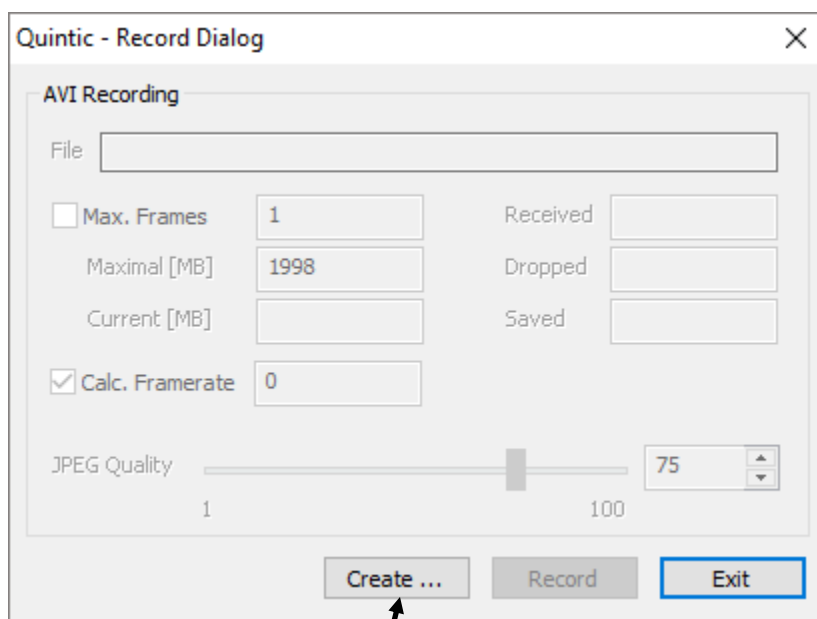 Quintic - Record Dialog
AVI Recording
File
Max. Frames 1 Received
Maximal [MB] 1998 Dropped
Current [MB] Saved
Calc. Framerate 0
JPEG Quality 75
1 100
Create ... Record Exit